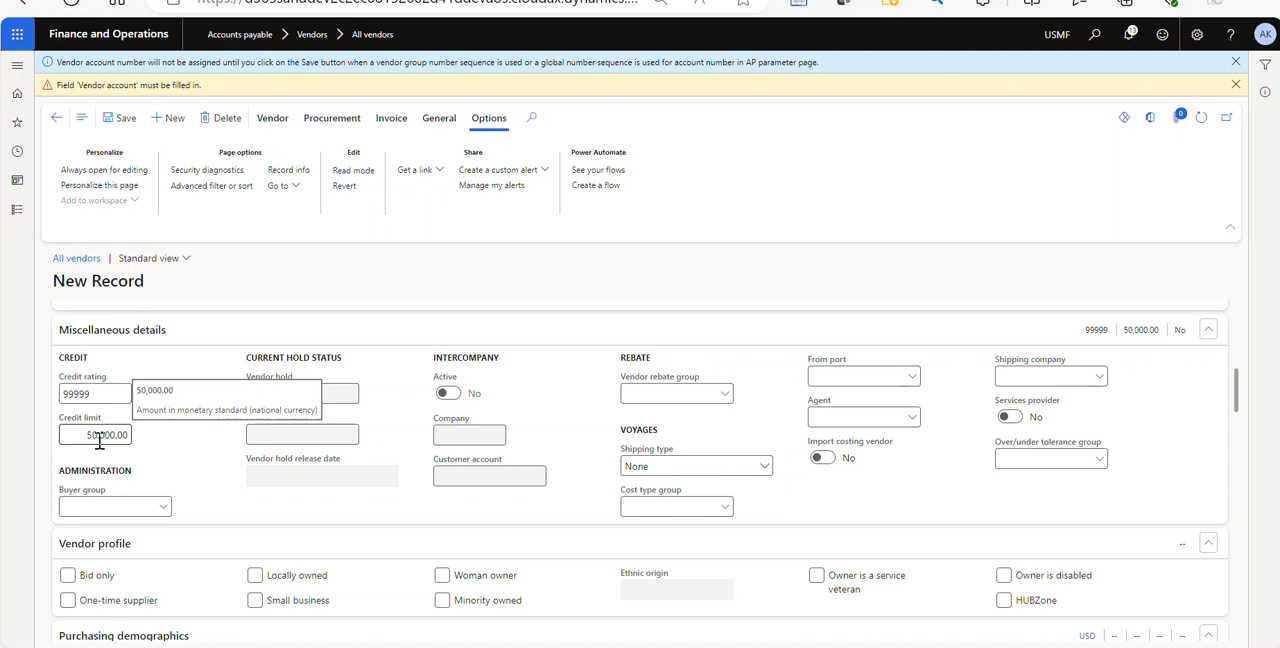 Finance and Operations
Accounts payable
Vendors
All vendors
USMF
13
AK
Vendor account number will not be assigned until you click on the Save button when a vendor group number sequence is used or a global number sequence is used for account number in AP parameter page.
Field 'Vendor account' must be filled in.
Save
New
Delete
Vendor
Procurement
Invoice
General
Options
0
Personalize
Always open for editing
Personalize this page
Add to workspace
Page options
Security diagnostics
Advanced filter or sort
Record info
Go to
Edit
Read mode
Revert
Share
Get a link
Create a custom alert
Manage my alerts
Power Automate
See your flows
Create a flow
All vendors | Standard view
New Record
Miscellaneous details
99999
50,000.00
No
CREDIT
Credit rating
99999
50,000.00
Amount in monetary standard (national currency)
Credit limit
50,000.00
ADMINISTRATION
Buyer group
CURRENT HOLD STATUS
Vendor hold
Vendor hold release date
INTERCOMPANY
Active
No
Company
Customer account
REBATE
Vendor rebate group
VOYAGES
Shipping type
None
Cost type group
From port
Agent
Import costing vendor
No
Shipping company
Services provider
No
Over/under tolerance group
Vendor profile
--
Bid only
One-time supplier
Locally owned
Small business
Woman owner
Minority owned
Ethnic origin
Owner is a service
veteran
Owner is disabled
HUBZone
Purchasing demographics
USD
--
--
--
--